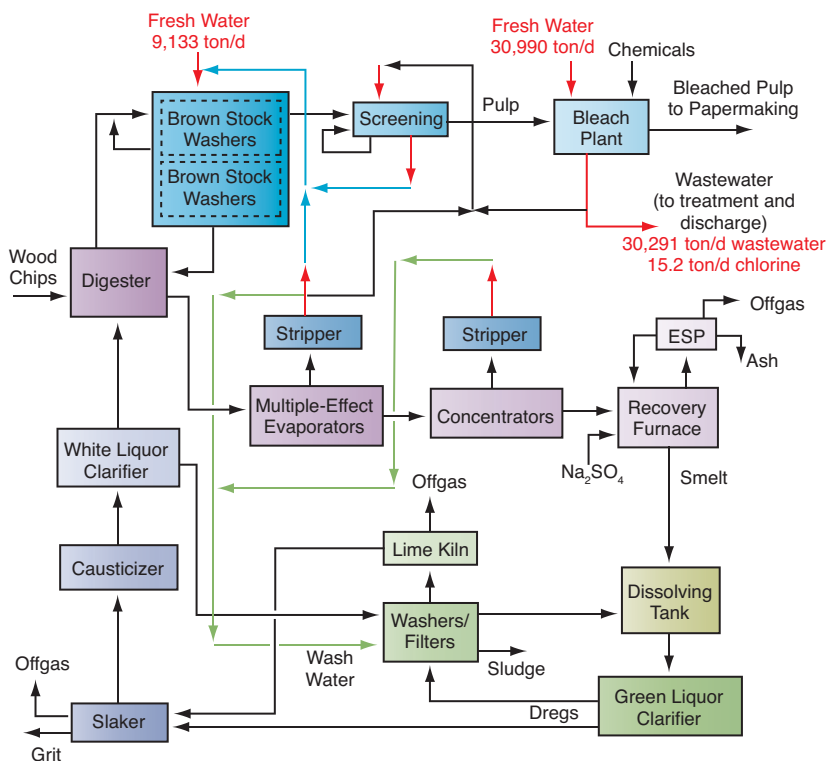 Fresh Water
9,133 ton/d
Fresh Water
30,990 ton/d
Chemicals
Brown Stock
Washers
Brown Stock
Washers
Screening
Pulp
Bleach
Plant
Bleached Pulp
to Papermaking
Wastewater
(to treatment and
discharge)
30,291 ton/d wastewater
15.2 ton/d chlorine
Wood
Chips
Digester
Stripper
Stripper
Offgas
ESP
Ash
Multiple-Effect
Evaporators
Concentrators
Recovery
Furnace
White Liquor
Clarifier
Na₂SO₄
Smelt
Offgas
Lime Kiln
Causticizer
Dissolving
Tank
Washers/
Filters
Wash
Water
Sludge
Offgas
Slaker
Grit
Dregs
Green Liquor
Clarifier